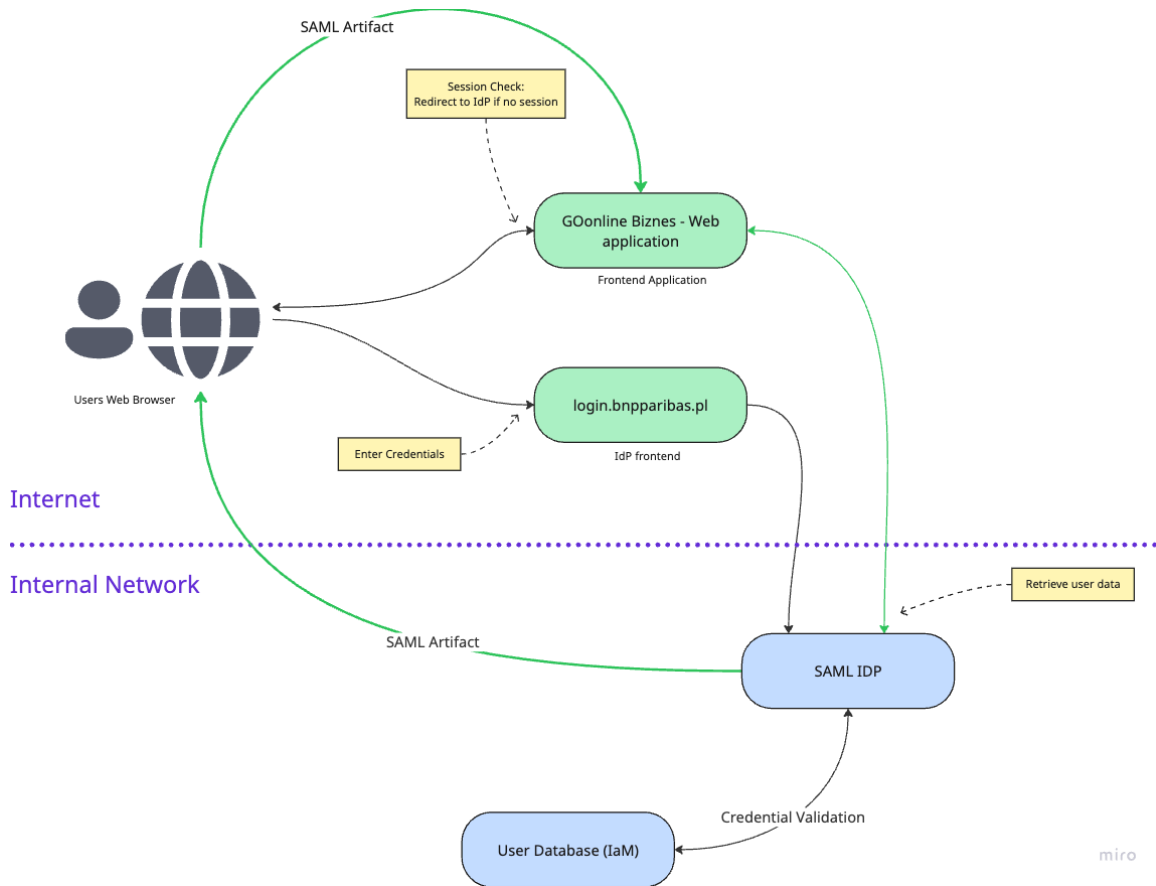 SAML Artifact
Session Check:
Redirect to IdP if no session
GOonline Biznes - Web
application
Frontend Application
Users Web Browser
login.bnpparibas.pl
Enter Credentials
IdP frontend
Internet
Internal Network
Retrieve user data
SAML Artifact
SAML IDP
Credential Validation
User Database (IaM)
miro